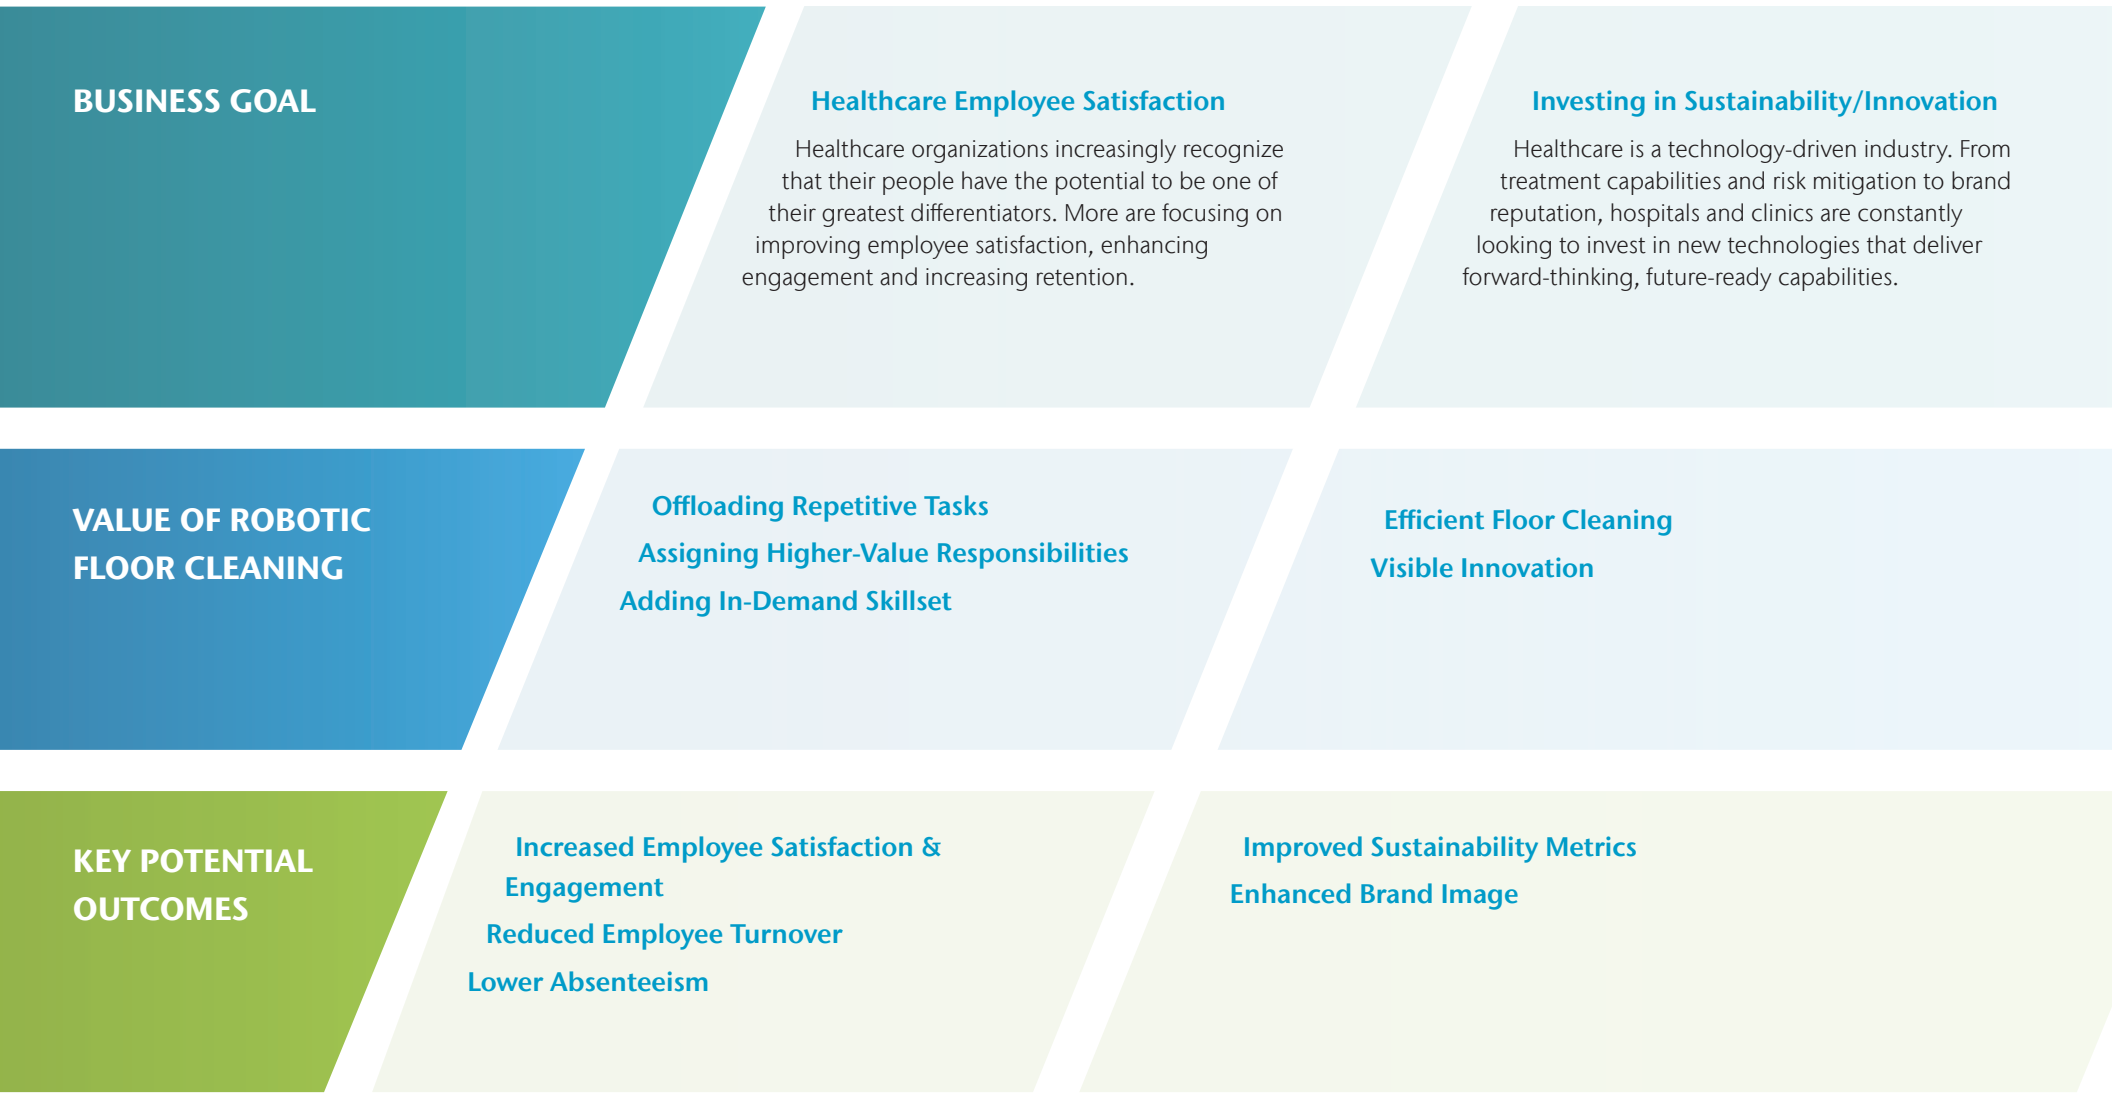 BUSINESS GOAL
Healthcare Employee Satisfaction
Healthcare organizations increasingly recognize
that their people have the potential to be one of
their greatest differentiators. More are focusing on
improving employee satisfaction, enhancing
engagement and increasing retention.
Investing in Sustainability/Innovation
Healthcare is a technology-driven industry. From
treatment capabilities and risk mitigation to brand
reputation, hospitals and clinics are constantly
looking to invest in new technologies that deliver
forward-thinking, future-ready capabilities.
VALUE OF ROBOTIC
FLOOR CLEANING
Offloading Repetitive Tasks
Assigning Higher-Value Responsibilities
Adding In-Demand Skillset
Efficient Floor Cleaning
Visible Innovation
KEY POTENTIAL
OUTCOMES
Increased Employee Satisfaction &
Engagement
Reduced Employee Turnover
Lower Absenteeism
Improved Sustainability Metrics
Enhanced Brand Image